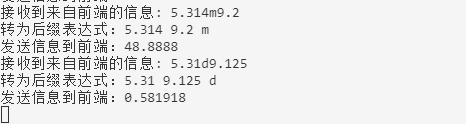 接收到来自前端的信息: 5.314m9.2
转为后缀表达式: 5.314 9.2 m
发送信息到前端: 48.8888
接收到来自前端的信息: 5.31d9.125
转为后缀表达式: 5.31 9.125 d
发送信息到前端: 0.581918